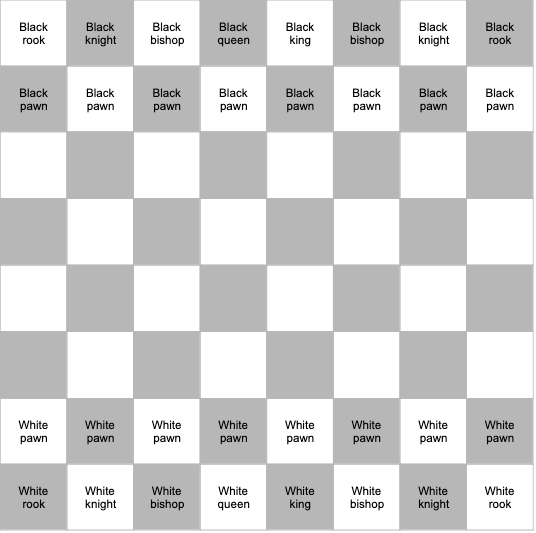 Black rook
Black knight
Black bishop
Black queen
Black king
Black bishop
Black knight
Black rook
Black pawn
Black pawn
Black pawn
Black pawn
Black pawn
Black pawn
Black pawn
Black pawn
White pawn
White pawn
White pawn
White pawn
White pawn
White pawn
White pawn
White pawn
White rook
White knight
White bishop
White queen
White king
White bishop
White knight
White rook